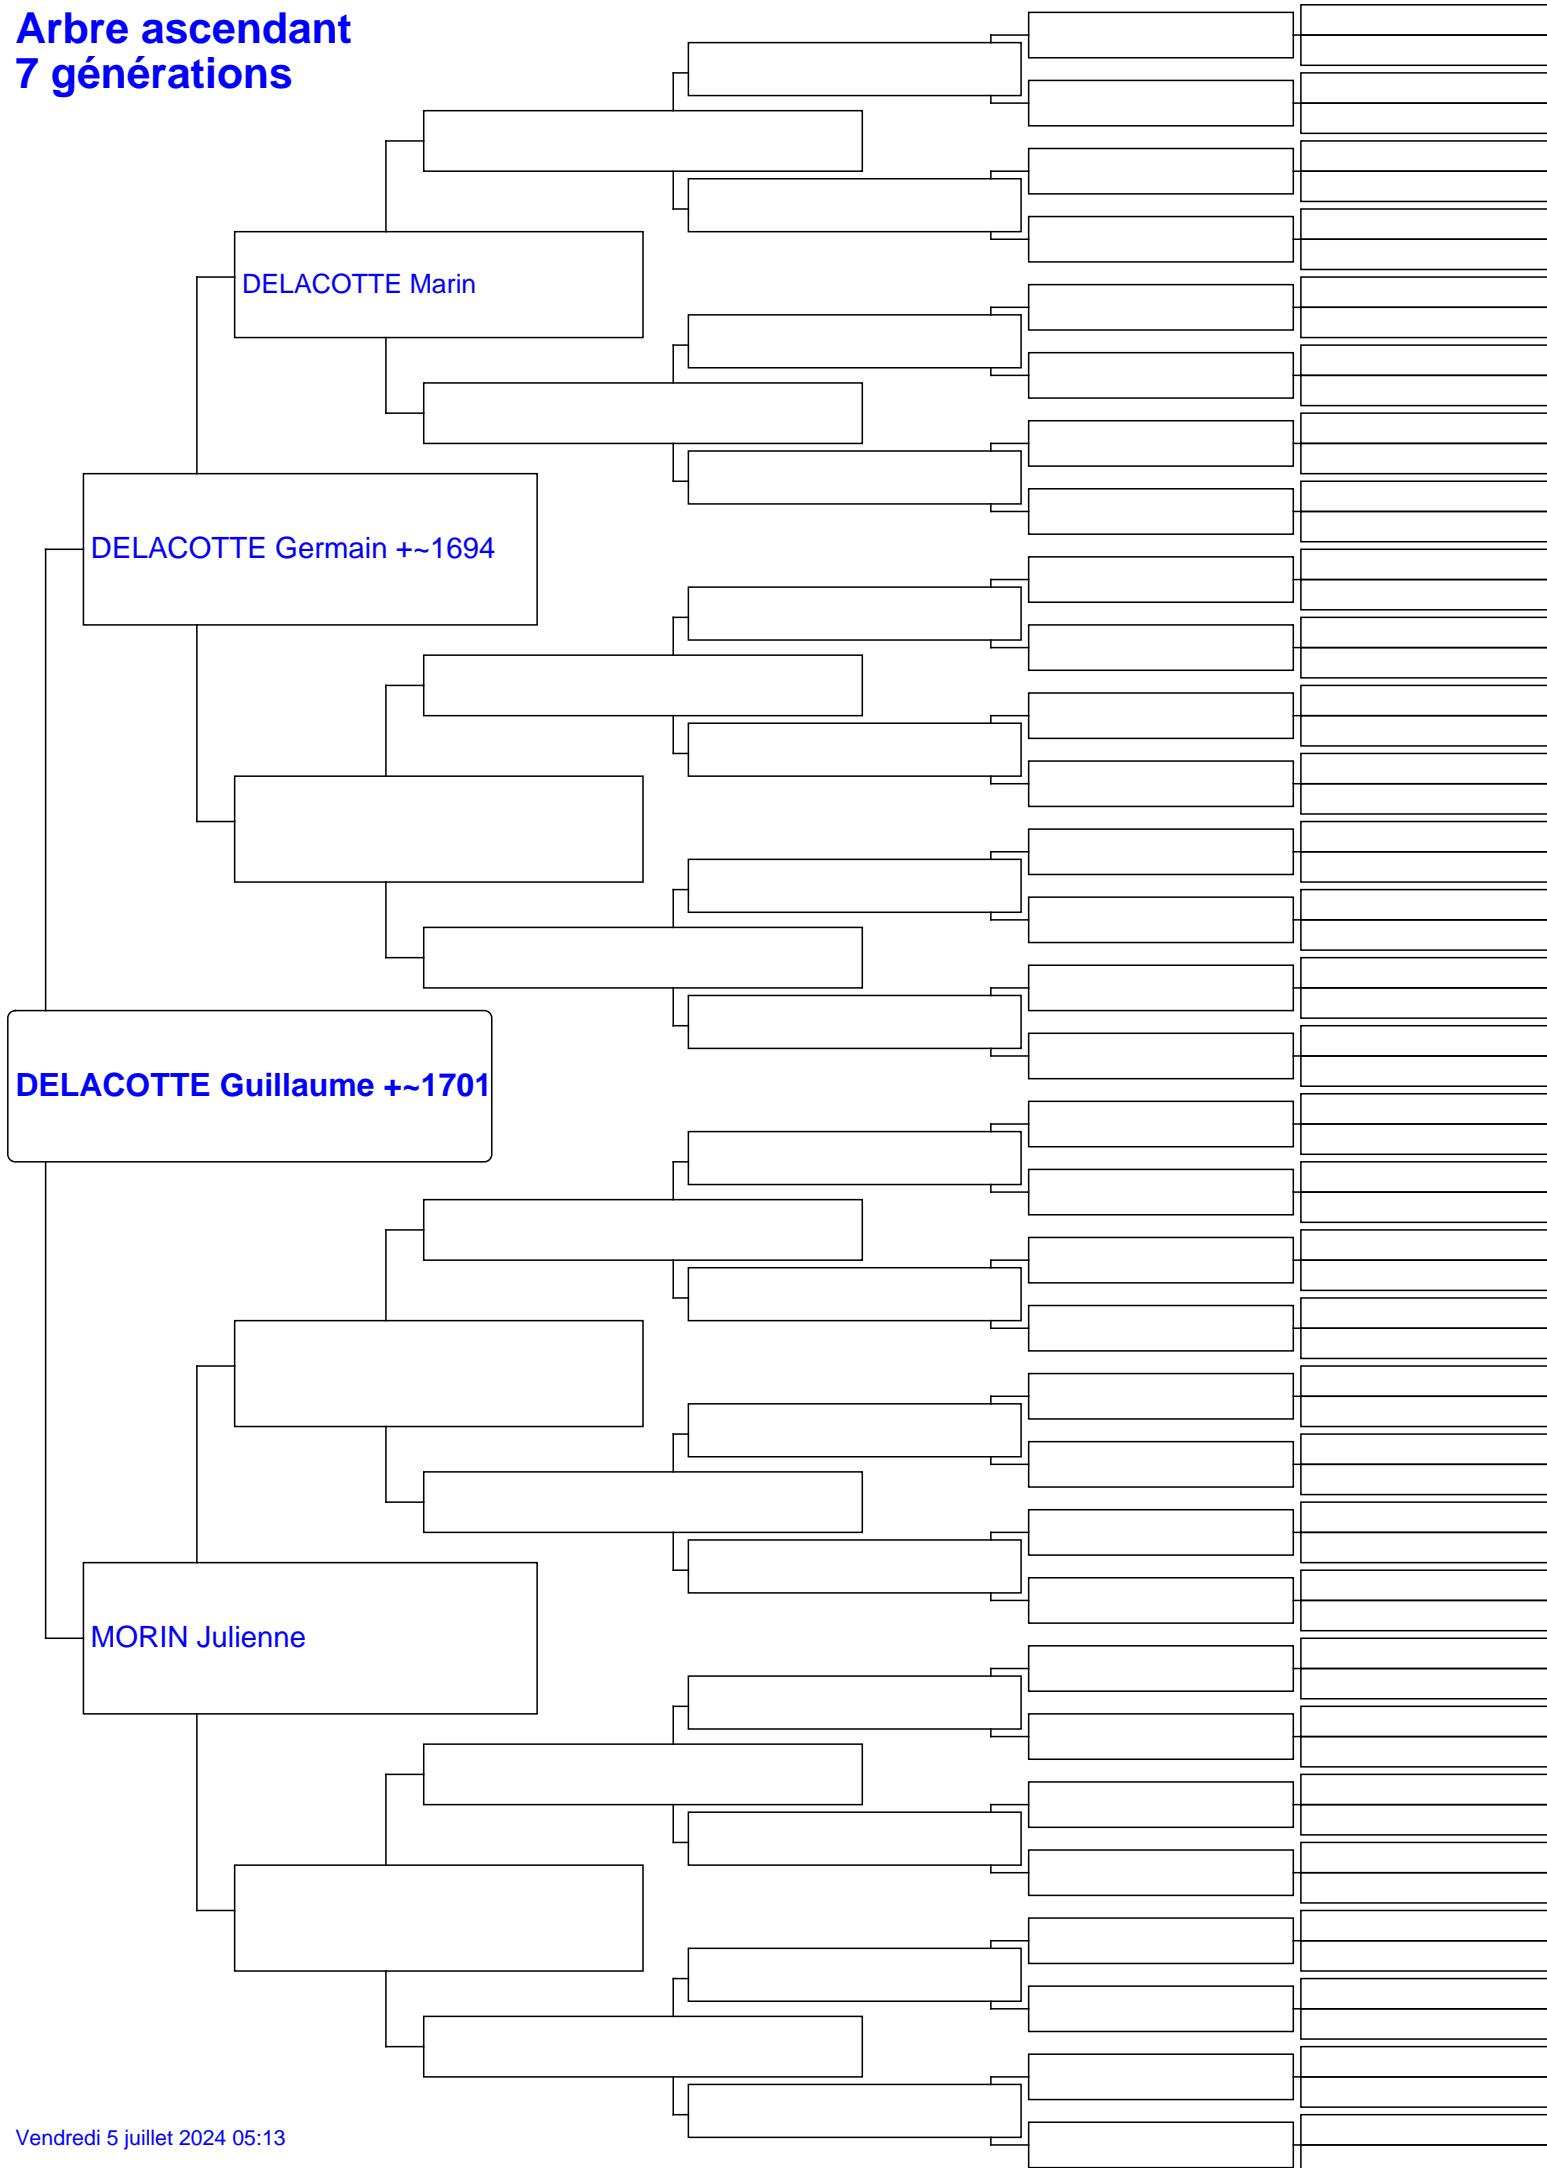 Arbre ascendant
7 générations
DELACOTTE Marin
DELACOTTE Germain +~1694
DELACOTTE Guillaume +~1701
MORIN Julienne
Vendredi 5 juillet 2024 05:13